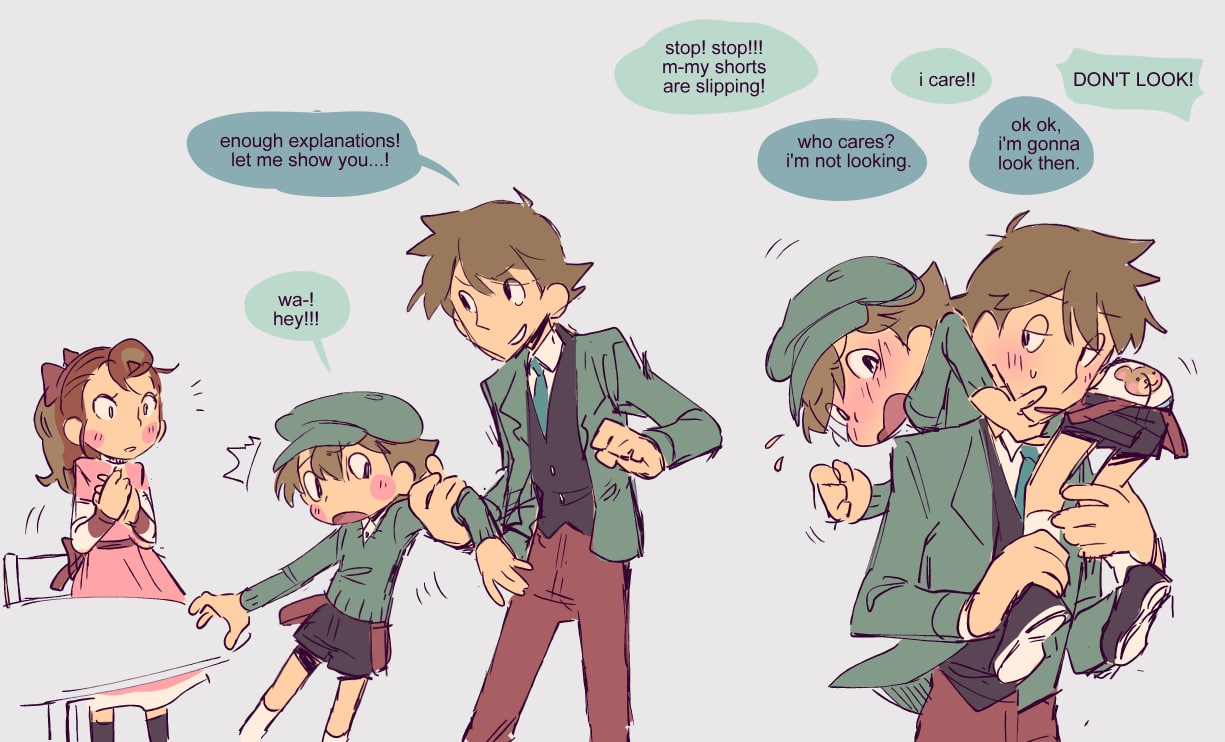 enough explanations!
let me show you...!
wa-!
hey!!!
stop! stop!!!
m-my shorts
are slipping!
who cares?
i'm not looking.
i care!!
ok ok,
i'm gonna
look then.
DON'T LOOK!